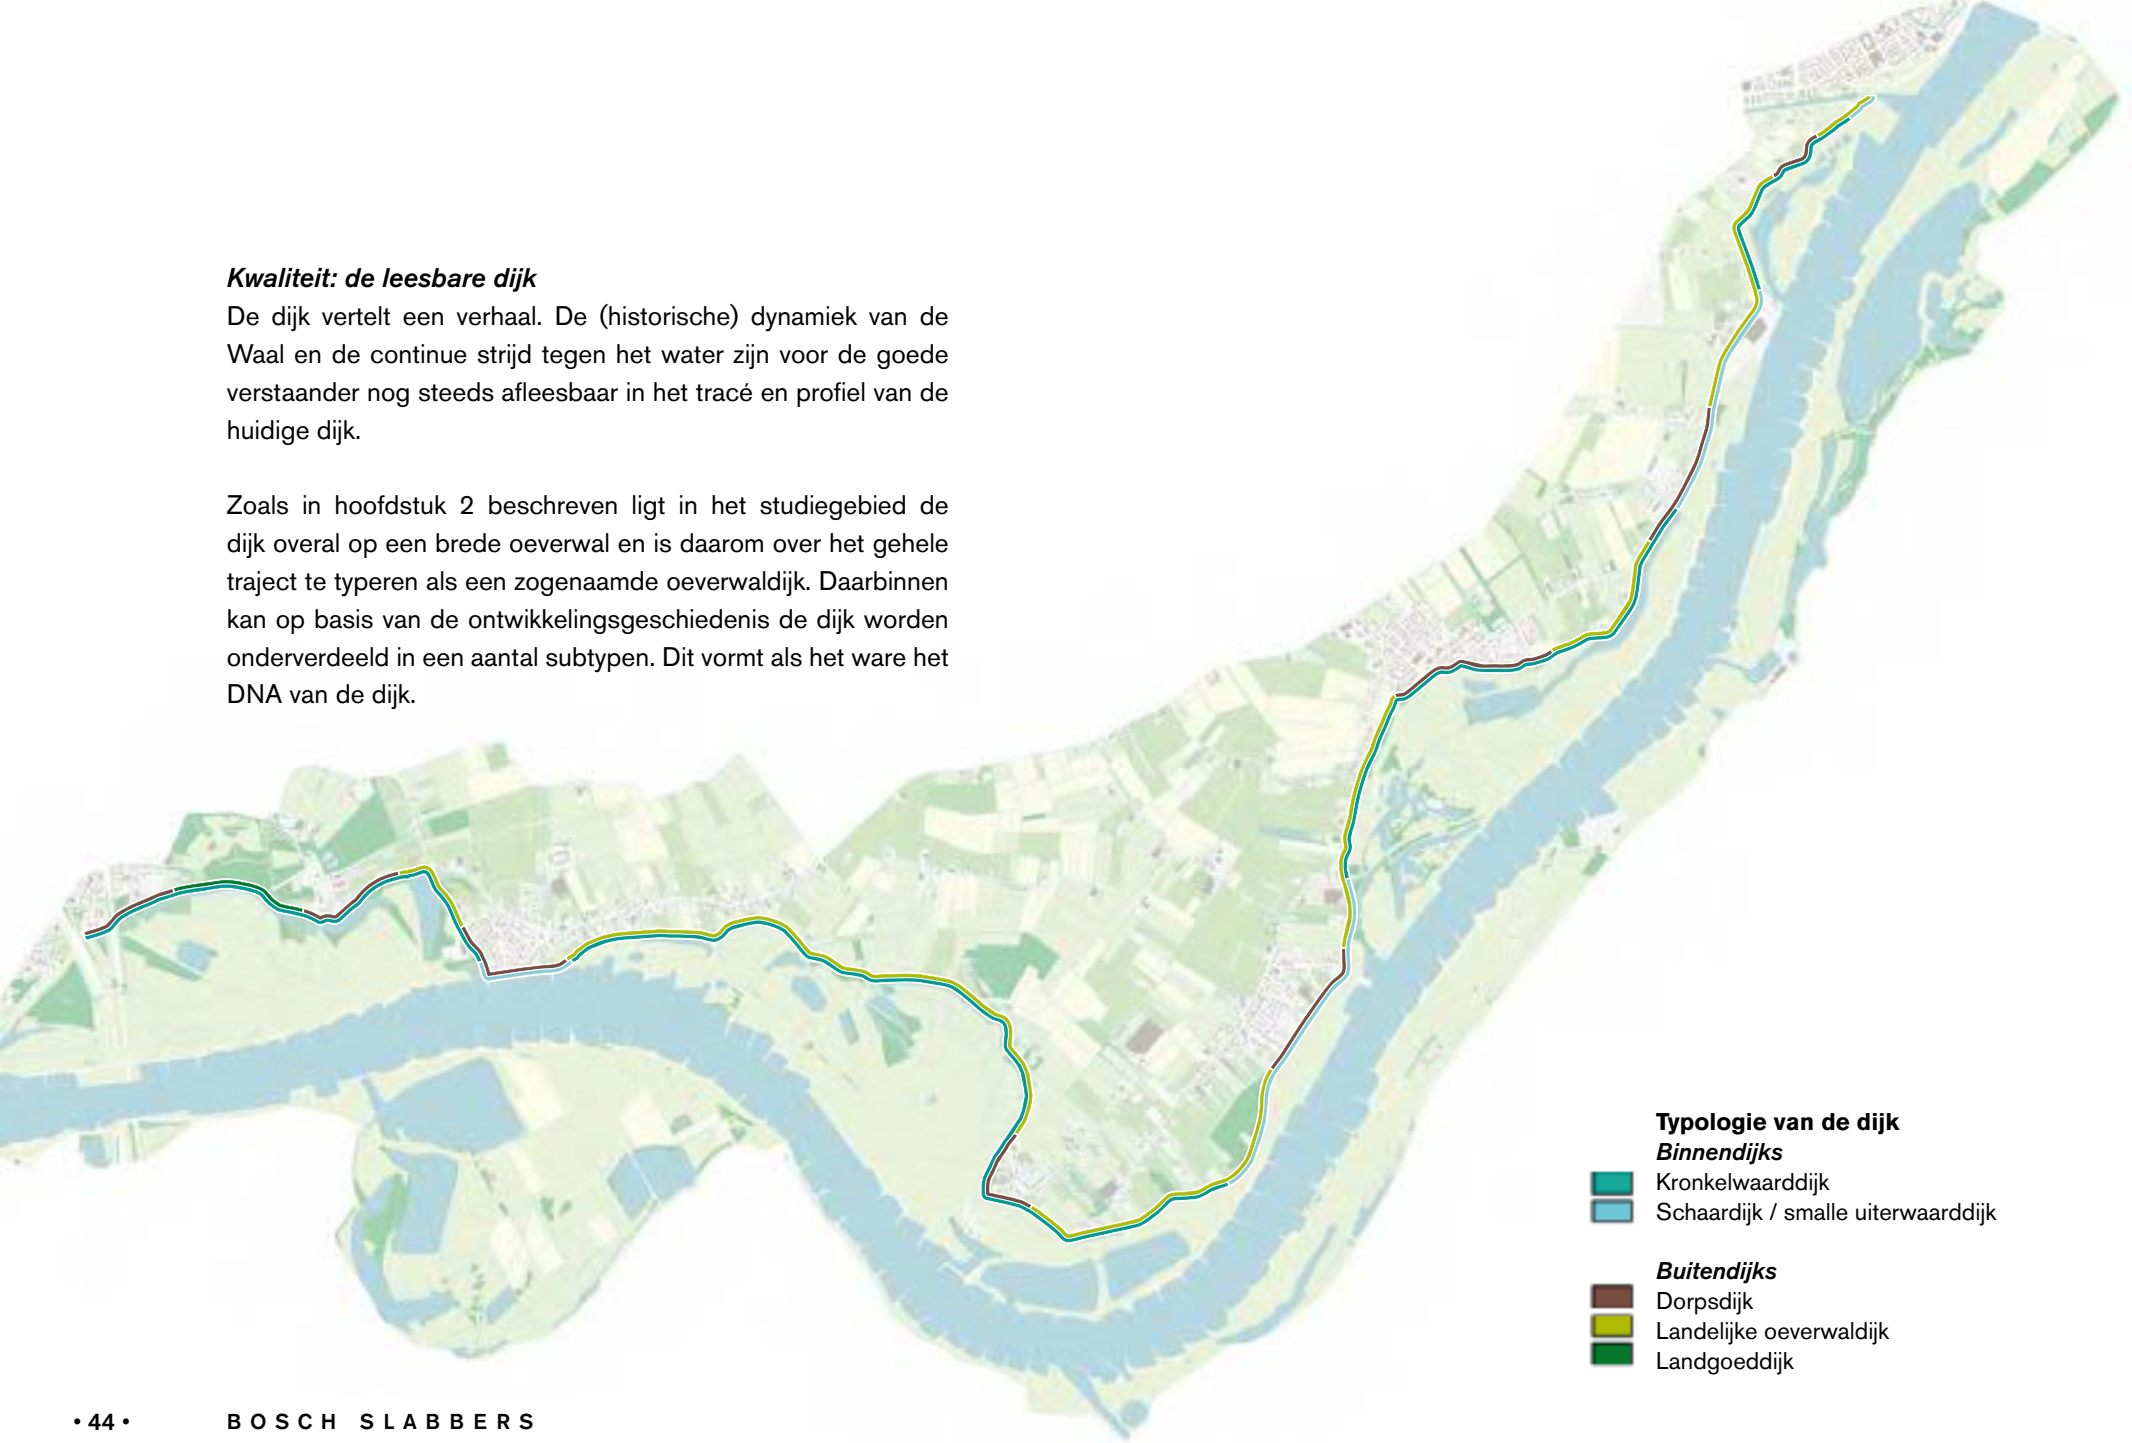 Kwaliteit: de leesbare dijk
De dijk vertelt een verhaal. De (historische) dynamiek van de
Waal en de continue strijd tegen het water zijn voor de goede
verstaander nog steeds afleesbaar in het tracé en profiel van de
huidige dijk.
Zoals in hoofdstuk 2 beschreven ligt in het studiegebied de
dijk overal op een brede oeverwal en is daarom over het gehele
traject te typeren als een zogenaamde oeverwaldijk. Daarbinnen
kan op basis van de ontwikkelingsgeschiedenis de dijk worden
onderverdeeld in een aantal subtypen. Dit vormt als het ware het
DNA van de dijk.
Typologie van de dijk
Binnendijks
Kronkelwaarddijk
Schaardijk / smalle uiterwaarddijk
Buitendijks
Dorpsdijk
Landelijke oeverwaldijk
Landgoeddijk
• 44 •
BOSCH SLABBERS